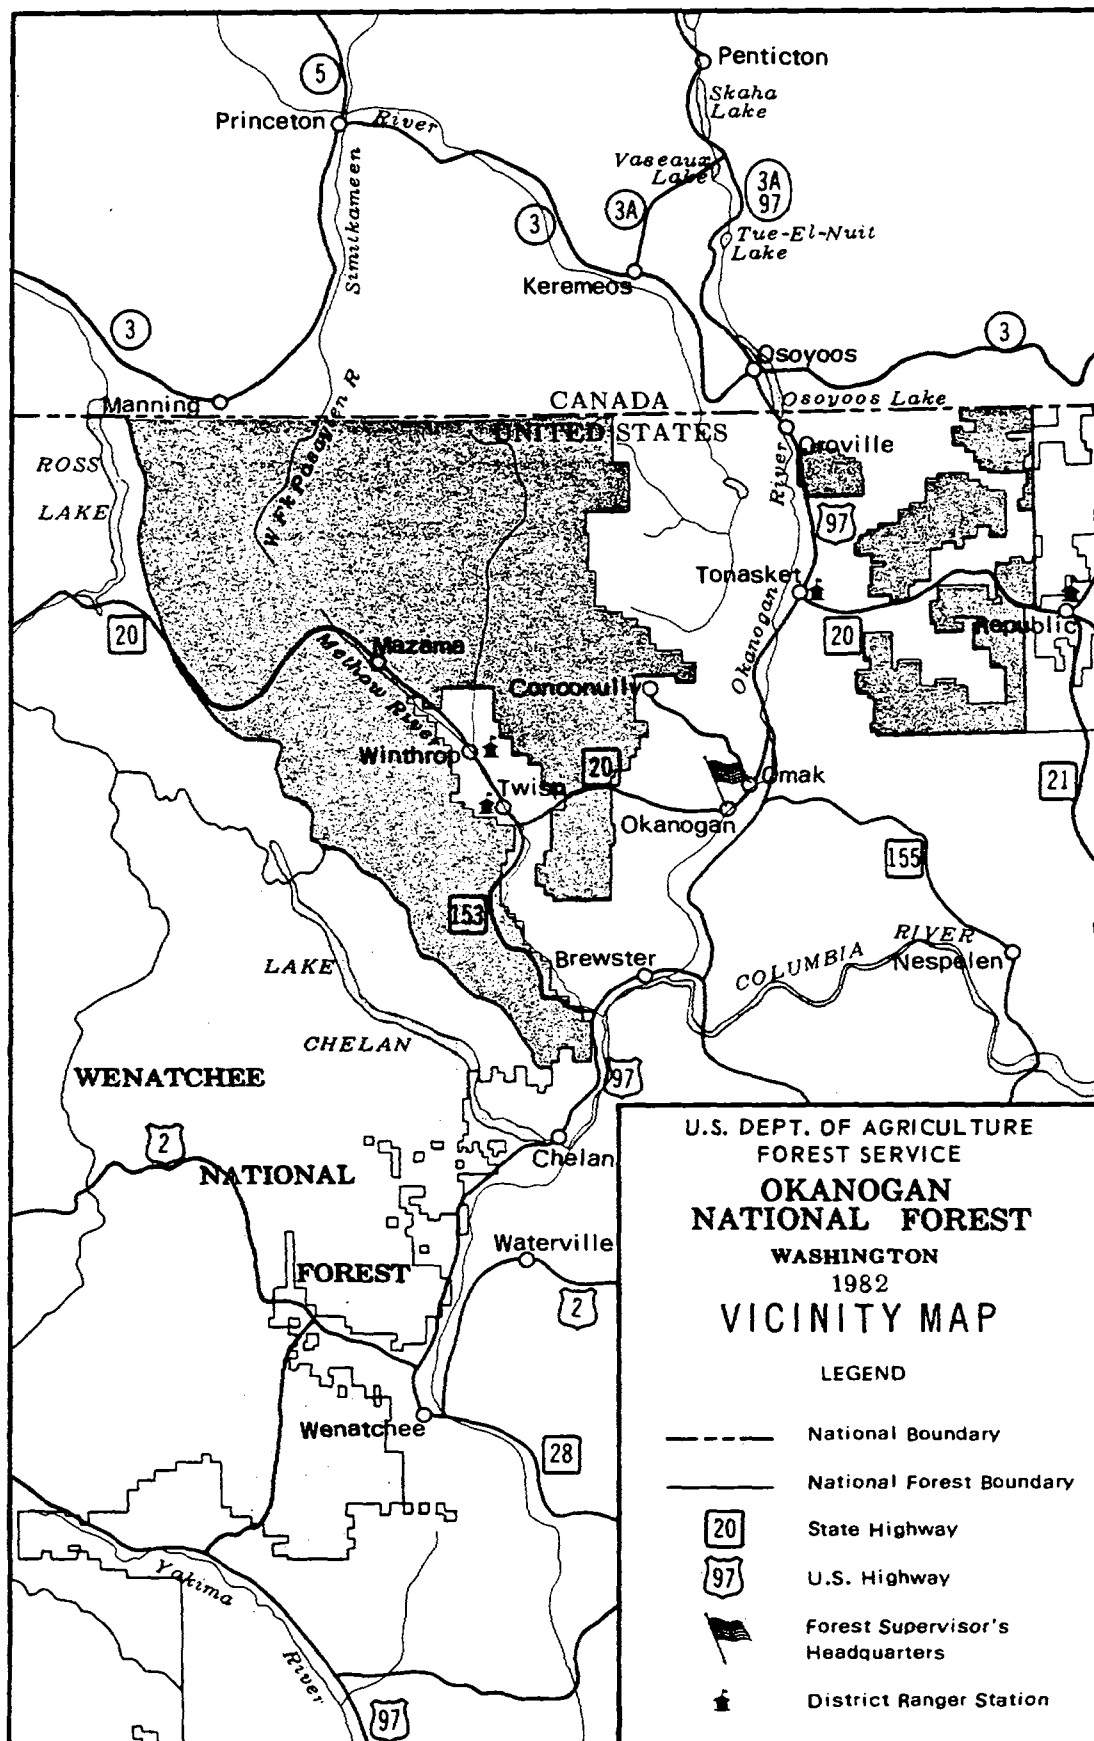 Penticton
5
Skaha
Lake
Princeton
River
Vaseaux
Lake
3A
97
3A
3
Similkameen
Tue-El-Nuit
Lake
Keremeos
3
3
Osoyoos
Manning
CANADA
Osoyoos Lake
UNITED STATES
Oroville
ROSS
LAKE
W Fk Pasayten R
River
97
Tonasket
20
20
Republic
Okanogan
Mazama
Methow River
Conconully
Winthrop
20
Omak
21
Twisp
Okanogan
155
153
RIVER
Nespelen
Brewster
COLUMBIA
LAKE
CHELAN
WENATCHEE
97
2
Chelan
NATIONAL
Waterville
FOREST
2
Wenatchee
28
Yakima
River
97
U.S. DEPT. OF AGRICULTURE
FOREST SERVICE
OKANOGAN
NATIONAL FOREST
WASHINGTON
1982
VICINITY MAP
LEGEND
National Boundary
National Forest Boundary
20
State Highway
97
U.S. Highway
Forest Supervisor's
Headquarters
District Ranger Station